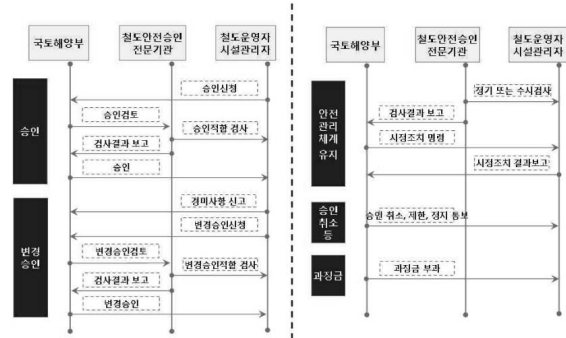 국토해양부
철도안전승인
전문기관
철도운영자
시설관리자
승인
승인신청
승인검토
승인적합 검사
검사결과 보고
승인
변경
승인
경미사항 신고
변경승인신청
변경승인검토
변경승인적합 검사
검사결과 보고
변경승인
국토해양부
철도안전승인
전문기관
철도운영자
시설관리자
안전
관리
체계
유지
정기 또는 수시검사
검사결과 보고
시정조치 명령
시정조치 결과보고
승인
취소
등
승인 취소, 제한, 정지 통보
과징금
과징금 부과